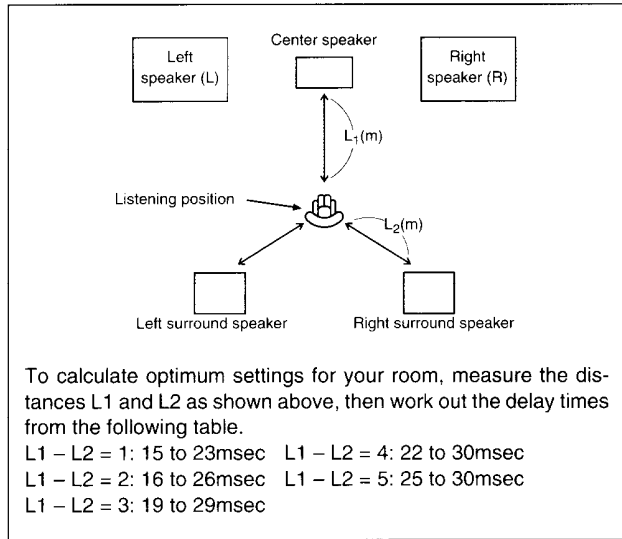 Center speaker
Left
speaker (L)
Right
speaker (R)
L1(m)
Listening position
L2(m)
Left surround speaker
Right surround speaker
To calculate optimum settings for your room, measure the dis-
tances L1 and L2 as shown above, then work out the delay times
from the following table.
L1 – L2 = 1: 15 to 23msec L1 – L2 = 4: 22 to 30msec
L1 – L2 = 2: 16 to 26msec L1 – L2 = 5: 25 to 30msec
L1 – L2 = 3: 19 to 29msec